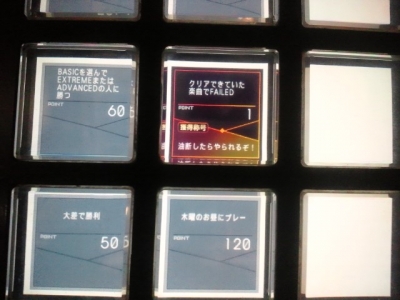 BASICを選んで
EXTREMEまたは
ADVANCEDの人に
勝つ
POINT
60
クリアできていた
楽曲でFAILED
POINT
1
獲得称号
油断したらやられるぞ！
大差で勝利
POINT
50
木曜のお昼にプレー
POINT
120